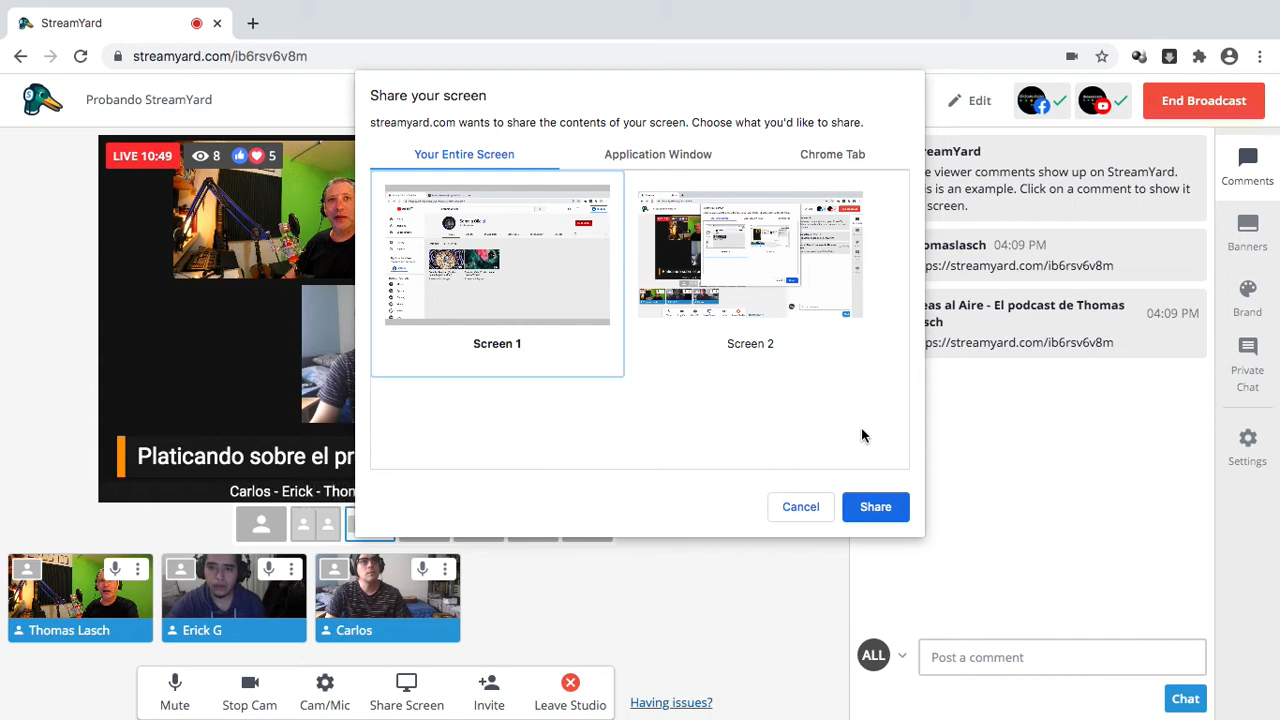 StreamYard
streamyard.com/ib6rsv6v8m
Probando StreamYard
Edit
End Broadcast
LIVE 10:49
8
5
Platicando sobre el pr
Carlos - Erick - Thom
Share your screen
streamyard.com wants to share the contents of your screen. Choose what you'd like to share.
Your Entire Screen
Application Window
Chrome Tab
Screen 1
Screen 2
Cancel
Share
reamYard
e viewer comments show up on StreamYard.
is is an example. Click on a comment to show it
screen.
omaslasch 04:09 PM
ps://streamyard.com/ib6rsv6v8m
eas al Aire - El podcast de Thomas
sch
04:09 PM
ps://streamyard.com/ib6rsv6v8m
Comments
Banners
Brand
Private
Chat
Settings
Thomas Lasch
Erick G
Carlos
Mute
Stop Cam
Cam/Mic
Share Screen
Invite
Leave Studio
Having issues?
ALL
Post a comment
Chat